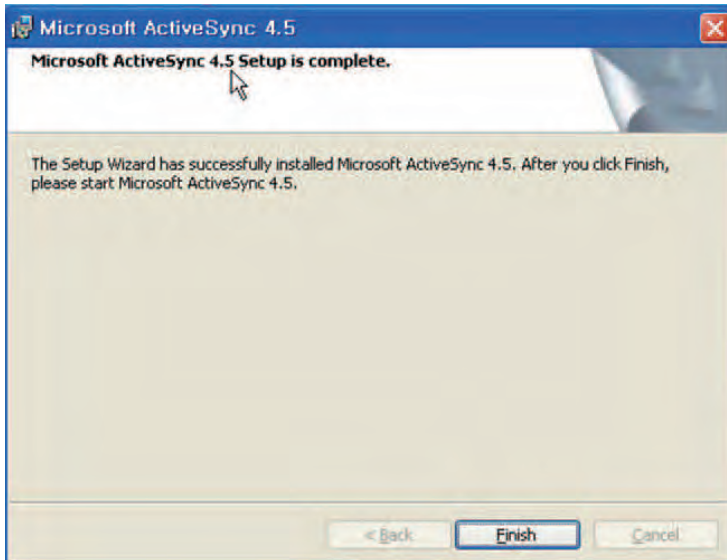 Microsoft ActiveSync 4.5
Microsoft ActiveSync 4.5 Setup is complete.
The Setup Wizard has successfully installed Microsoft ActiveSync 4.5. After you click Finish,
please start Microsoft ActiveSync 4.5.
< Back
Finish
Cancel